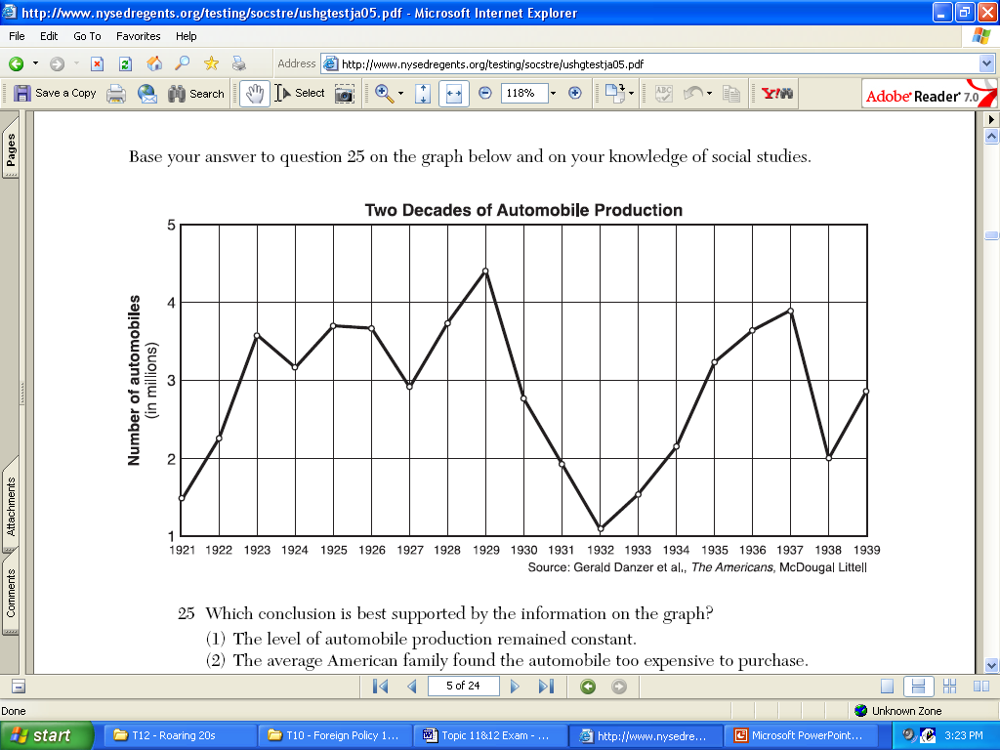 http://www.nysedregents.org/testing/socstre/ushgtestja05.pdf - Microsoft Internet Explorer
File Edit Go To Favorites Help
Address http://www.nysedregents.org/testing/socstre/ushgtestja05.pdf
Save a Copy Search Select 118% ABC Y! Adobe Reader 7.0
Pages
Attachments
Comments
Base your answer to question 25 on the graph below and on your knowledge of social studies.
Two Decades of Automobile Production
Number of automobiles
(in millions)
5
4
3
2
1
1921 1922 1923 1924 1925 1926 1927 1928 1929 1930 1931 1932 1933 1934 1935 1936 1937 1938 1939
Source: Gerald Danzer et al., The Americans, McDougal Littell
25 Which conclusion is best supported by the information on the graph?
(1) The level of automobile production remained constant.
(2) The average American family found the automobile too expensive to purchase.
5 of 24
Done Unknown Zone
start T12 - Roaring 20s T10 - Foreign Policy 1... Topic 11&12 Exam - ... http://www.nysedre... Microsoft PowerPoint... 3:23 PM